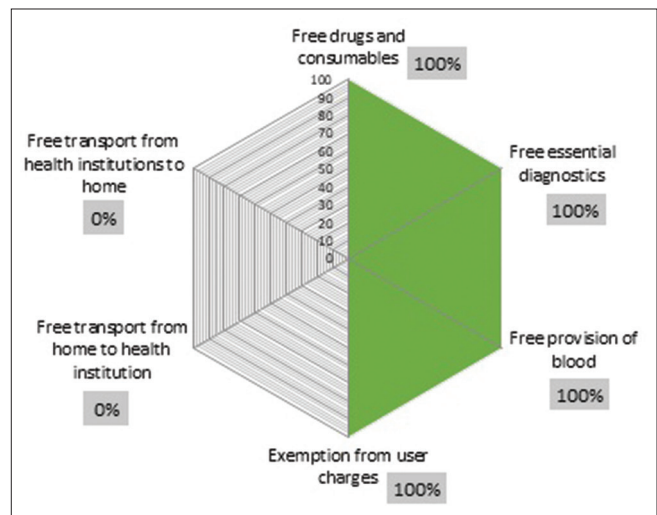 Free drugs and
consumables
100%
100
90
80
70
60
50
40
30
20
10
0
Free essential
diagnostics
100%
Free provision of
blood
100%
Exemption from user
charges
100%
Free transport from
home to health
institution
0%
Free transport from
health institutions to
home
0%